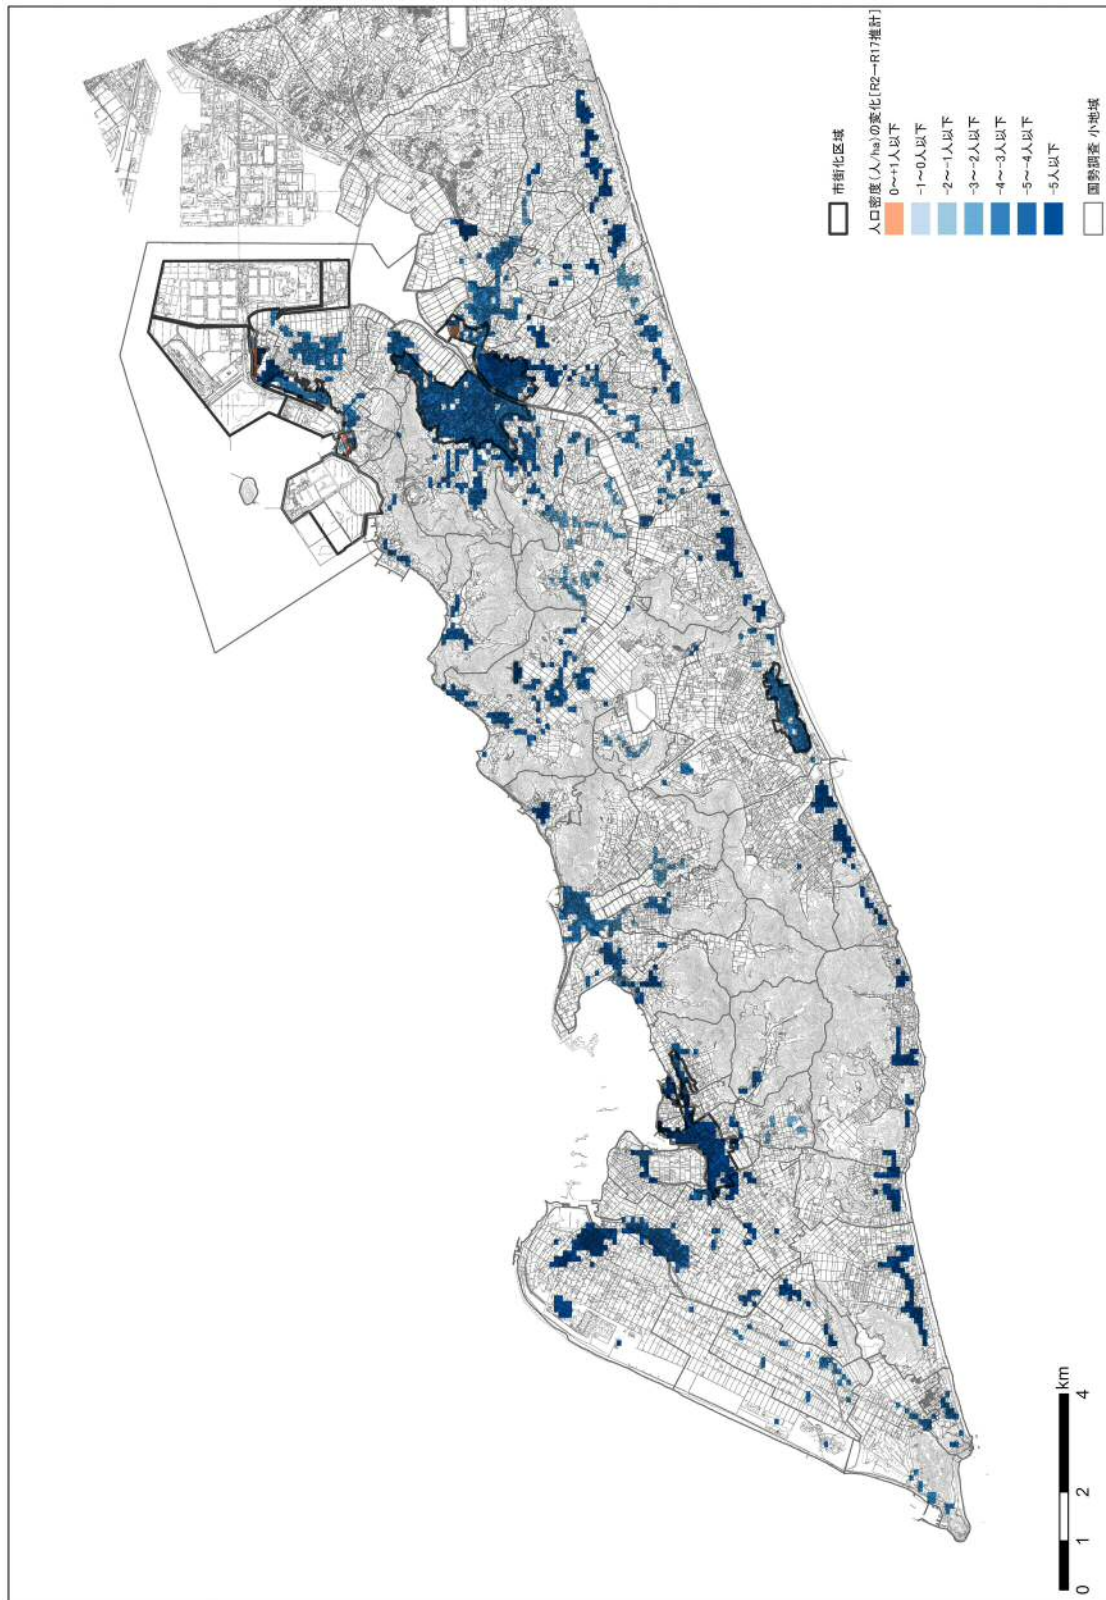 市街化区域
人口密度(人/ha)の変化[R2→R17推計]
0～+1人以下
-1～0人以下
-2～-1人以下
-3～-2人以下
-4～-3人以下
-5～-4人以下
-5人以下
国勢調査 小地域
0 1 2 4
km